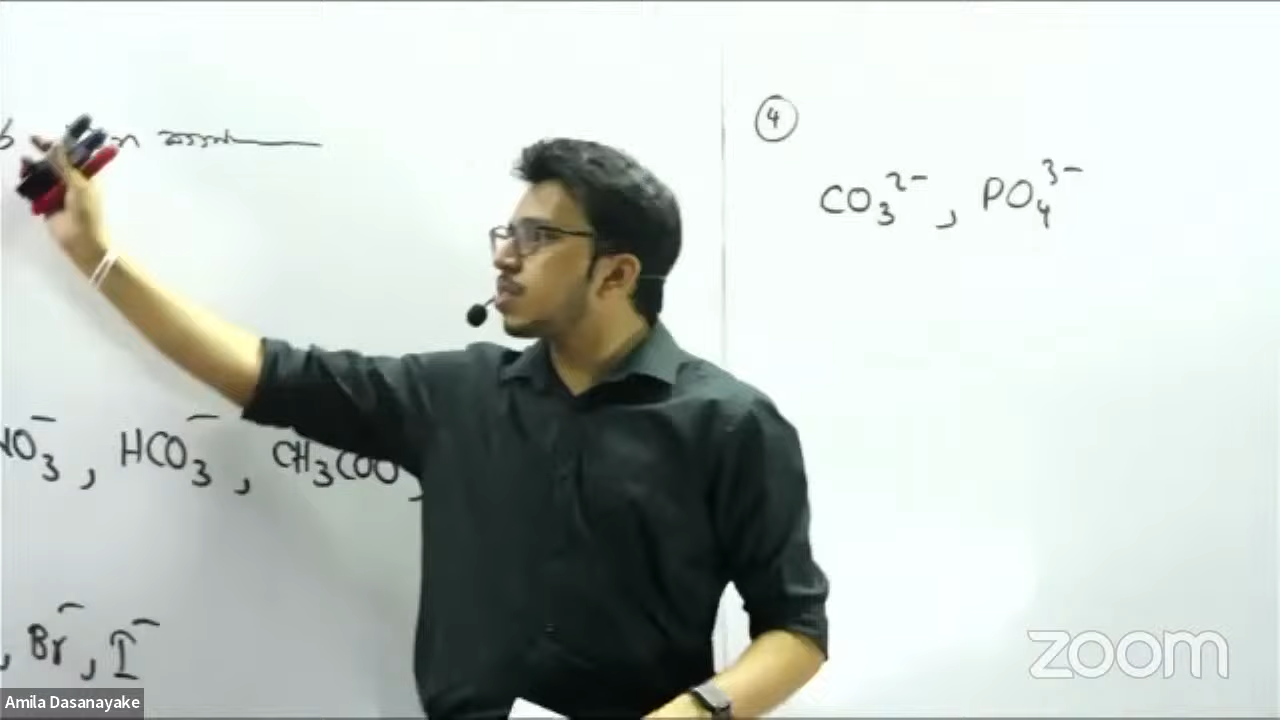 ④
CO₃²⁻, PO₄³⁻
NO₃⁻, HCO₃⁻, CH₃COO
, Br⁻, I⁻
Amila Dasanayake
zoom